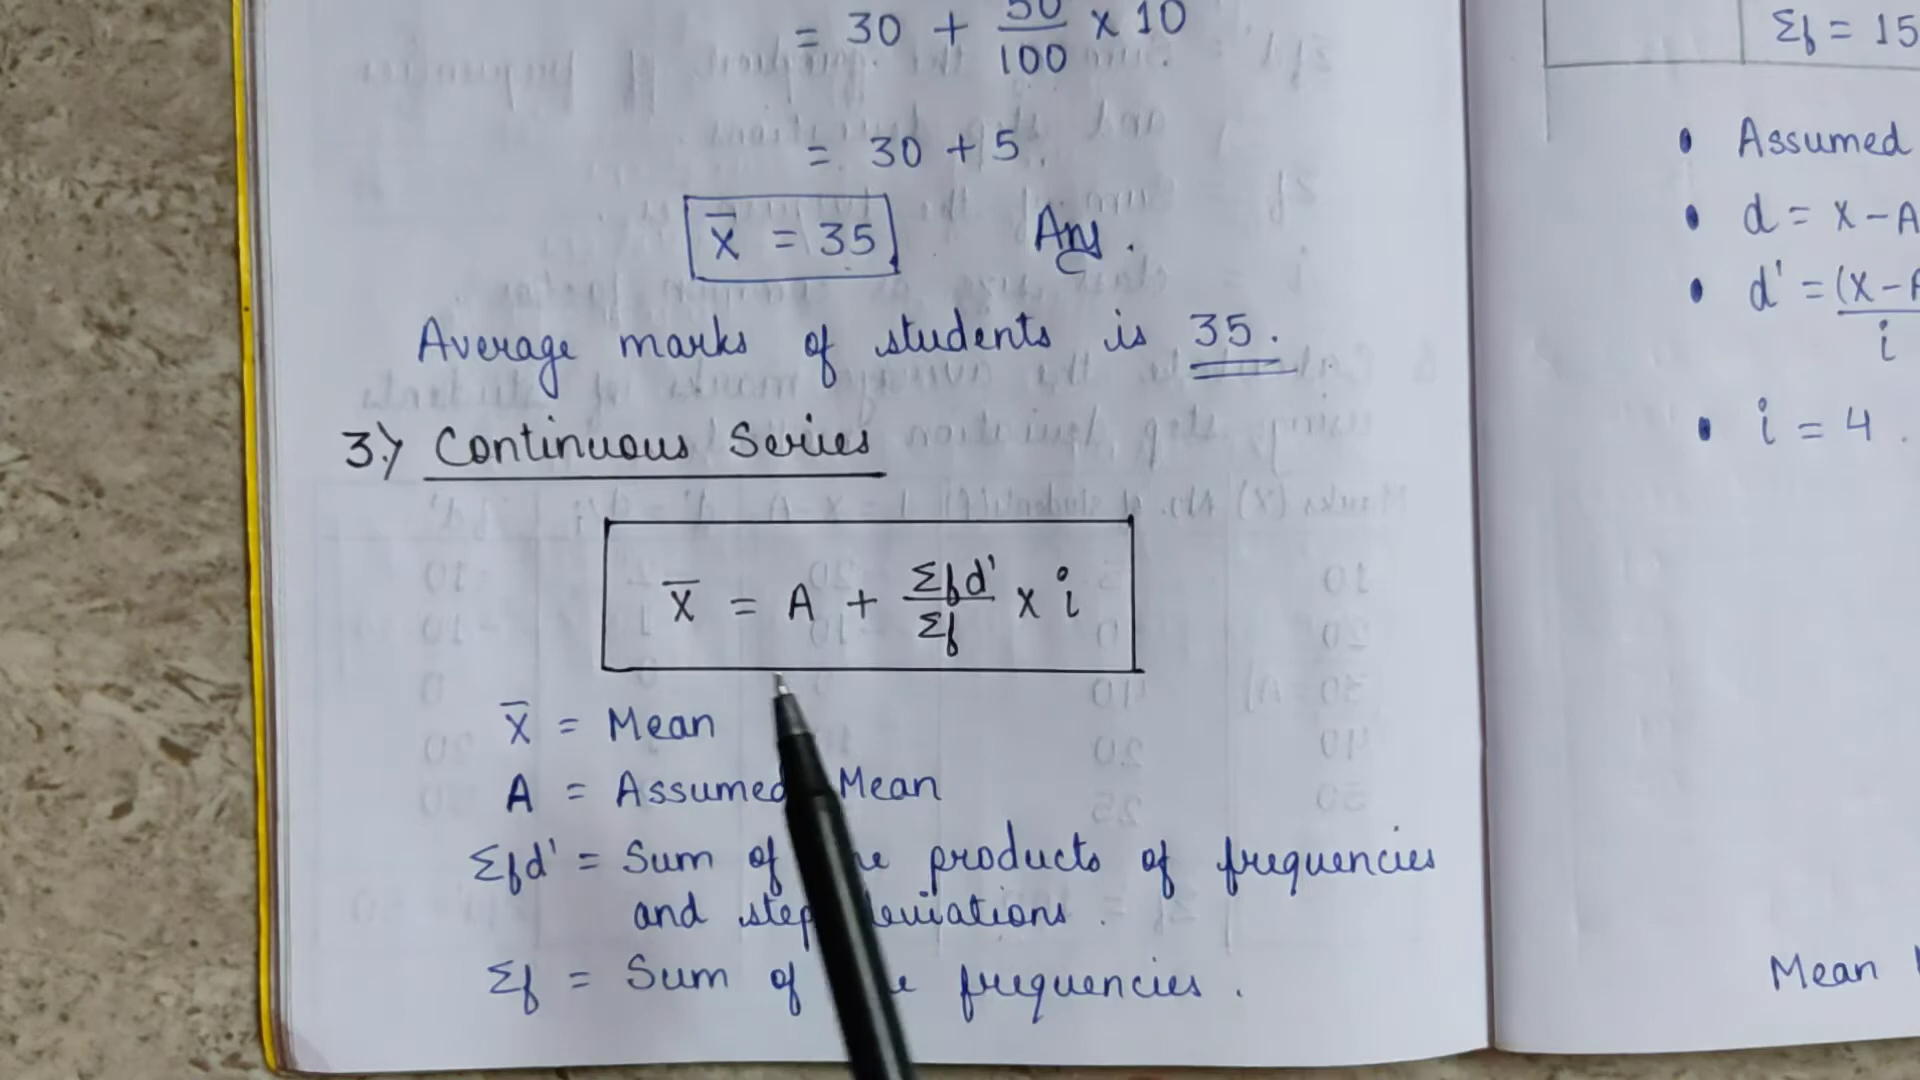 = 30 + 50/100 x 10
= 30 + 5.
x̄ = 35 Ans.
Average marks of students is 35.
3.) Continuous Series
x̄ = A + Σfd'/Σf x i
x̄ = Mean
A = Assumed Mean
Σfd' = Sum of products of frequencies
and step deviations.
Σf = Sum of frequencies.
Σf = 15
• Assumed
• d = x - A
• d' = (x - A
i
• i = 4.
Mean